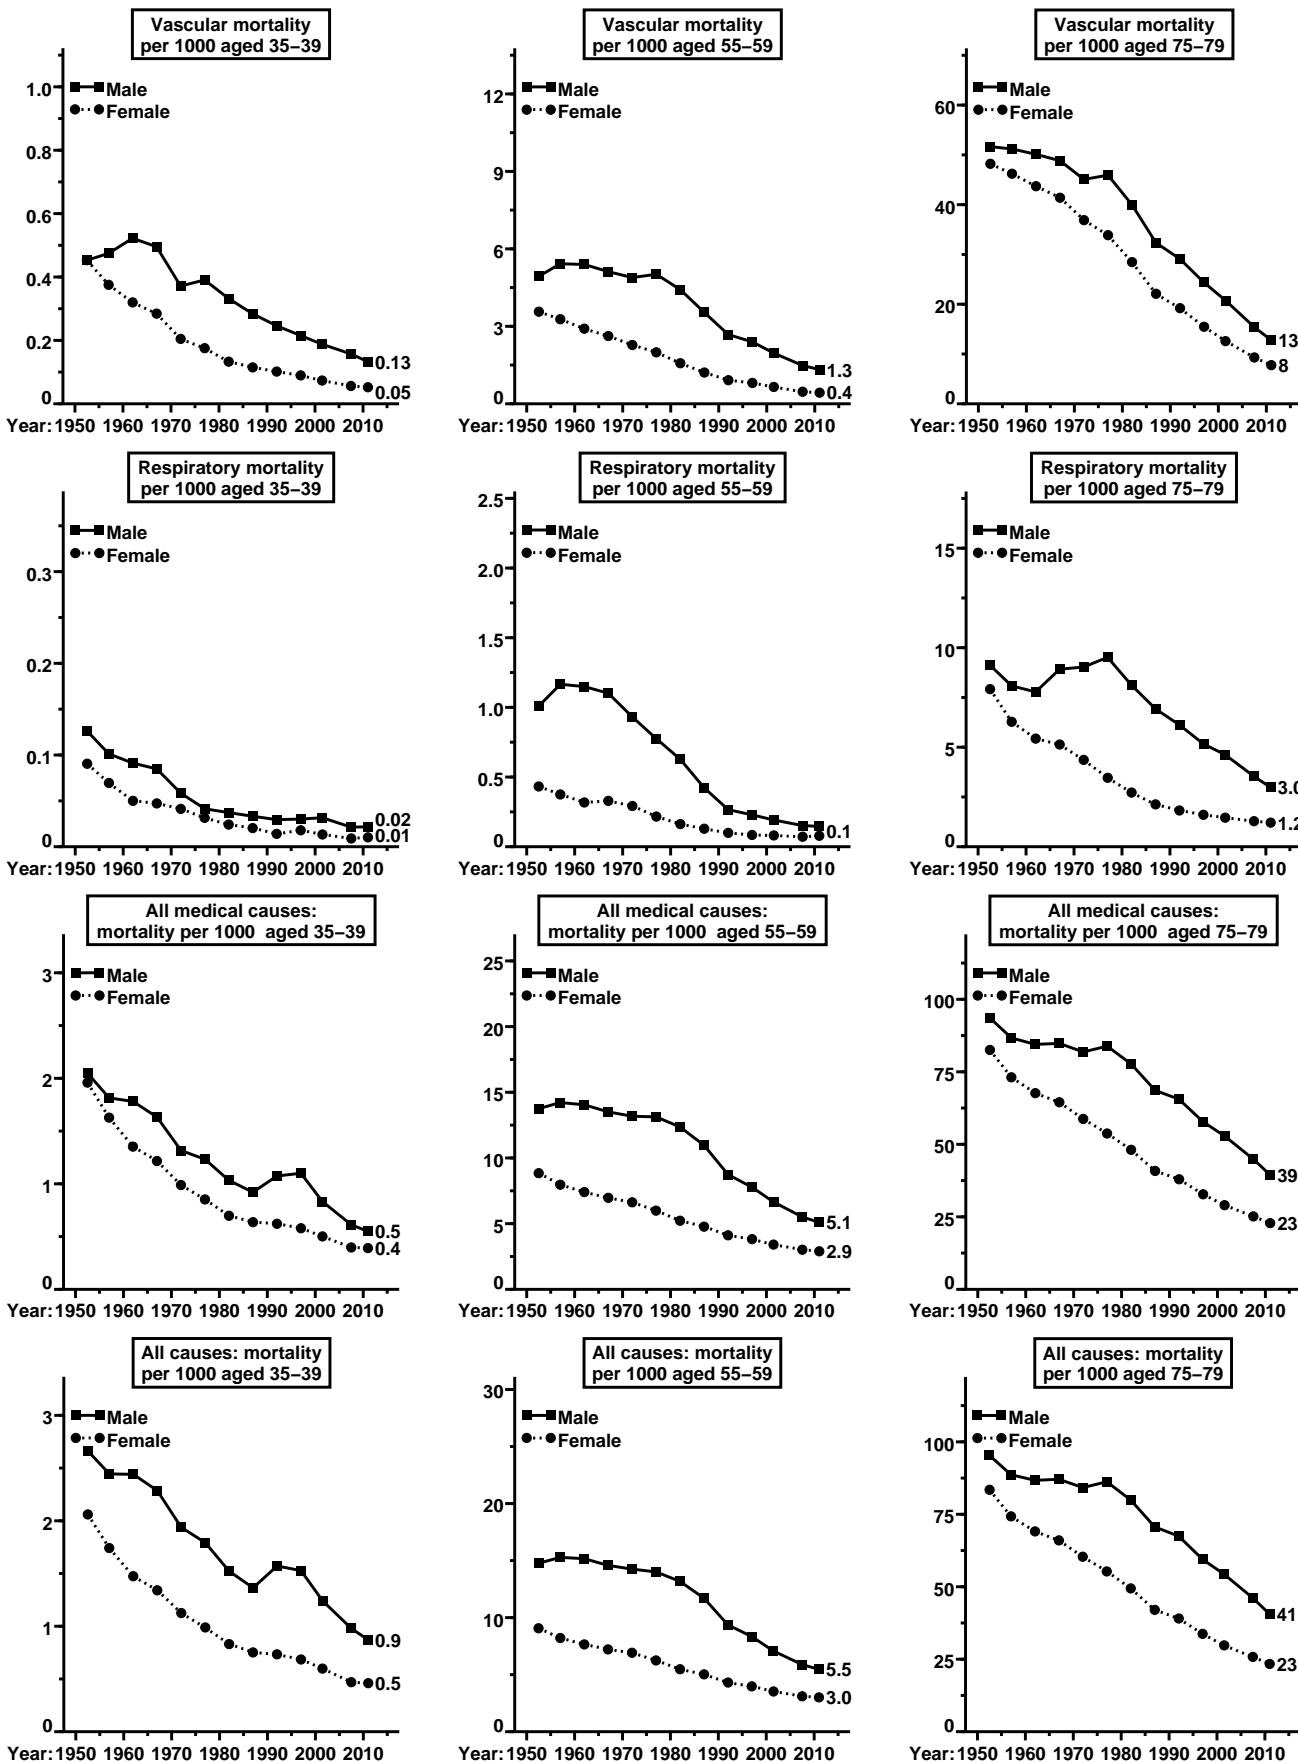 Vascular mortality
per 1000 aged 35–39
1.0
0.8
0.6
0.4
0.2
0
Male
Female
0.13
0.05
Year: 1950 1960 1970 1980 1990 2000 2010
Vascular mortality
per 1000 aged 55–59
12
9
6
3
0
Male
Female
1.3
0.4
Year: 1950 1960 1970 1980 1990 2000 2010
Vascular mortality
per 1000 aged 75–79
60
40
20
0
Male
Female
13
8
Year: 1950 1960 1970 1980 1990 2000 2010
Respiratory mortality
per 1000 aged 35–39
0.3
0.2
0.1
0
Male
Female
0.02
0.01
Year: 1950 1960 1970 1980 1990 2000 2010
Respiratory mortality
per 1000 aged 55–59
2.5
2.0
1.5
1.0
0.5
0
Male
Female
0.1
Year: 1950 1960 1970 1980 1990 2000 2010
Respiratory mortality
per 1000 aged 75–79
15
10
5
0
Male
Female
3.0
1.2
Year: 1950 1960 1970 1980 1990 2000 2010
All medical causes:
mortality per 1000 aged 35–39
3
2
1
0
Male
Female
0.5
0.4
Year: 1950 1960 1970 1980 1990 2000 2010
All medical causes:
mortality per 1000 aged 55–59
25
20
15
10
5
0
Male
Female
5.1
2.9
Year: 1950 1960 1970 1980 1990 2000 2010
All medical causes:
mortality per 1000 aged 75–79
100
75
50
25
0
Male
Female
39
23
Year: 1950 1960 1970 1980 1990 2000 2010
All causes: mortality
per 1000 aged 35–39
3
2
1
0
Male
Female
0.9
0.5
Year: 1950 1960 1970 1980 1990 2000 2010
All causes: mortality
per 1000 aged 55–59
30
20
10
0
Male
Female
5.5
3.0
Year: 1950 1960 1970 1980 1990 2000 2010
All causes: mortality
per 1000 aged 75–79
100
75
50
25
0
Male
Female
41
23
Year: 1950 1960 1970 1980 1990 2000 2010